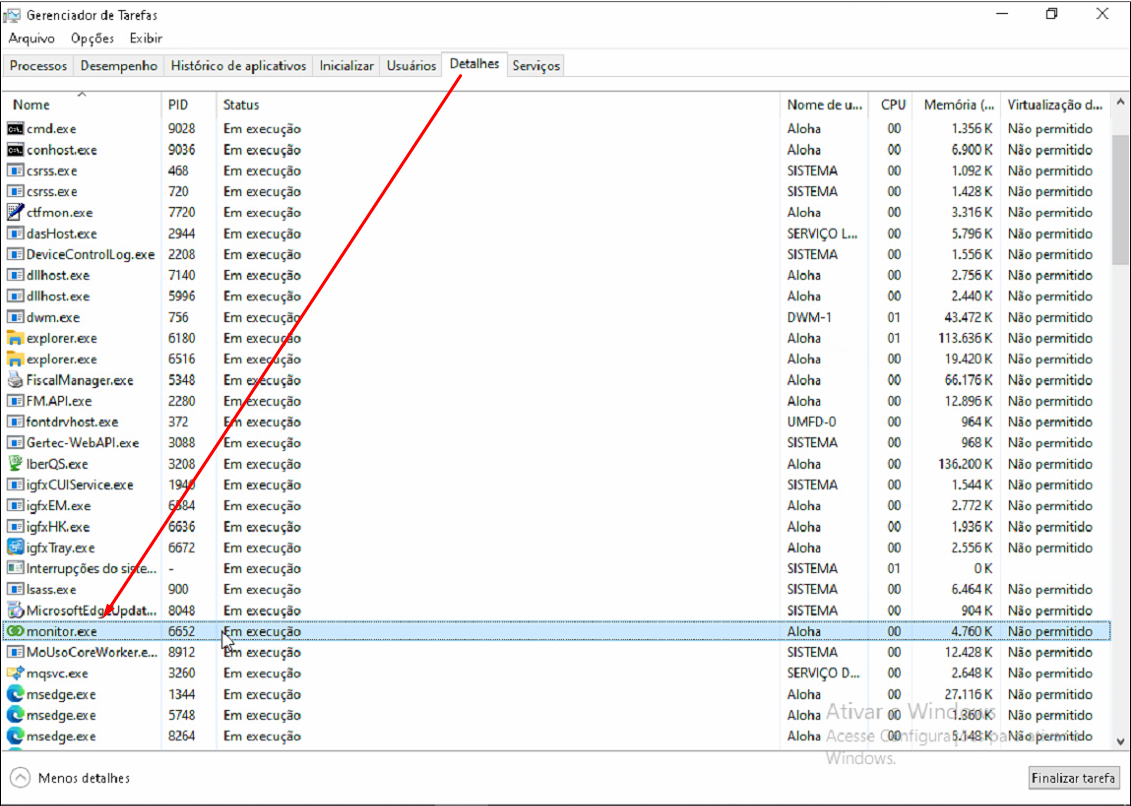 Gerenciador de Tarefas
Arquivo Opções Exibir
Processos Desempenho Histórico de aplicativos Inicializar Usuários Detalhes Serviços
Nome PID Status Nome de u... CPU Memória (... Virtualização d...
cmd.exe 9028 Em execução Aloha 00 1.356 K Não permitido
conhost.exe 9036 Em execução Aloha 00 6.900 K Não permitido
csrss.exe 468 Em execução SISTEMA 00 1.092 K Não permitido
csrss.exe 720 Em execução SISTEMA 00 1.428 K Não permitido
ctfmon.exe 7720 Em execução Aloha 00 3.316 K Não permitido
dasHost.exe 2944 Em execução SERVIÇO L... 00 5.796 K Não permitido
DeviceControlLog.exe 2208 Em execução SISTEMA 00 1.556 K Não permitido
dllhost.exe 7140 Em execução Aloha 00 2.756 K Não permitido
dllhost.exe 5996 Em execução Aloha 00 2.440 K Não permitido
dwm.exe 756 Em execução DWM-1 01 43.472 K Não permitido
explorer.exe 6180 Em execução Aloha 01 113.636 K Não permitido
explorer.exe 6516 Em execução Aloha 00 19.420 K Não permitido
FiscalManager.exe 5348 Em execução Aloha 00 66.176 K Não permitido
FM.API.exe 2280 Em execução Aloha 00 12.896 K Não permitido
fontdrvhost.exe 372 Em execução UMFD-0 00 964 K Não permitido
Gertec-WebAPI.exe 3088 Em execução SISTEMA 00 968 K Não permitido
IberQS.exe 3208 Em execução Aloha 00 136.200 K Não permitido
igfxCUIService.exe 1940 Em execução SISTEMA 00 1.544 K Não permitido
igfxEM.exe 6584 Em execução Aloha 00 2.772 K Não permitido
igfxHK.exe 6636 Em execução Aloha 00 1.936 K Não permitido
igfxTray.exe 6672 Em execução Aloha 00 2.556 K Não permitido
Interrupções do siste... - Em execução SISTEMA 01 0 K
lsass.exe 900 Em execução SISTEMA 00 6.464 K Não permitido
MicrosoftEdgeUpdat... 8048 Em execução SISTEMA 00 904 K Não permitido
monitor.exe 6652 Em execução Aloha 00 4.760 K Não permitido
MoUsoCoreWorker.e... 8912 Em execução SISTEMA 00 12.428 K Não permitido
mqsvc.exe 3260 Em execução SERVIÇO D... 00 2.648 K Não permitido
msedge.exe 1344 Em execução Aloha 00 27.116 K Não permitido
msedge.exe 5748 Em execução Aloha 00 1.360 K Não permitido
msedge.exe 8264 Em execução Aloha 00 5.148 K Não permitido
Ativar o Windows
Acesse Configurações para ativar o
Windows.
Menos detalhes Finalizar tarefa